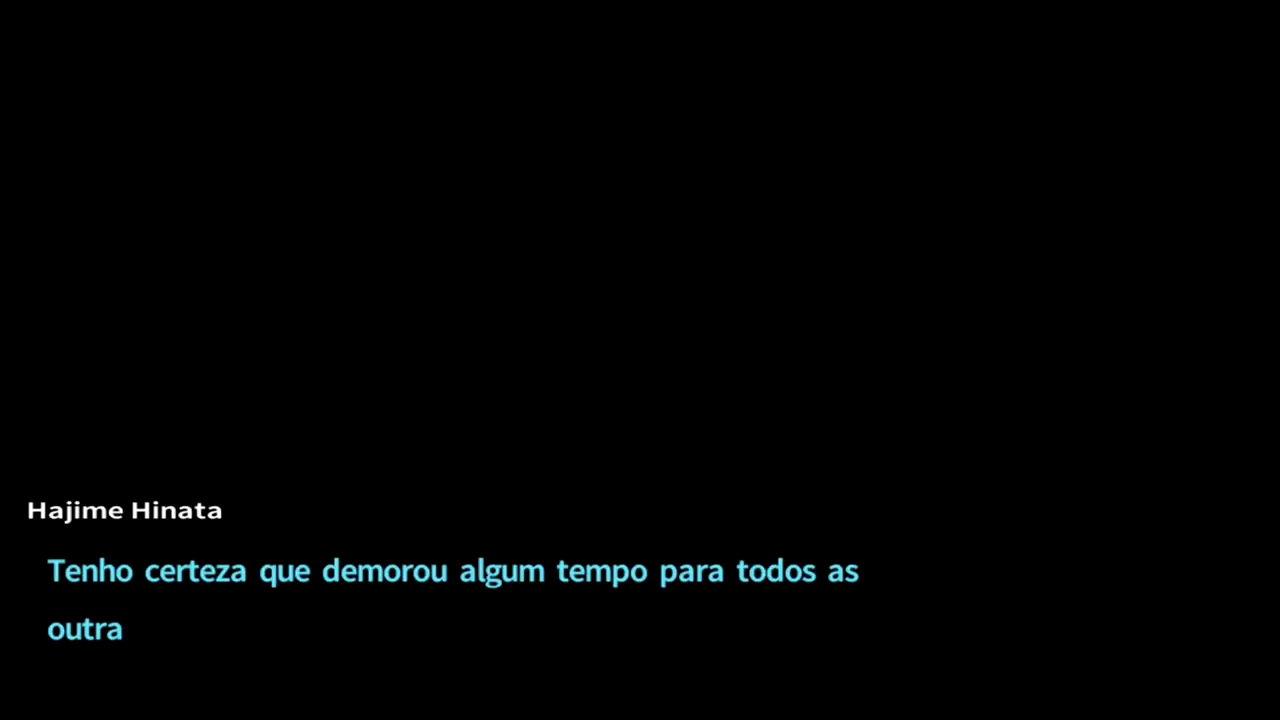 Hajime Hinata
Tenho certeza que demorou algum tempo para todos as
outra